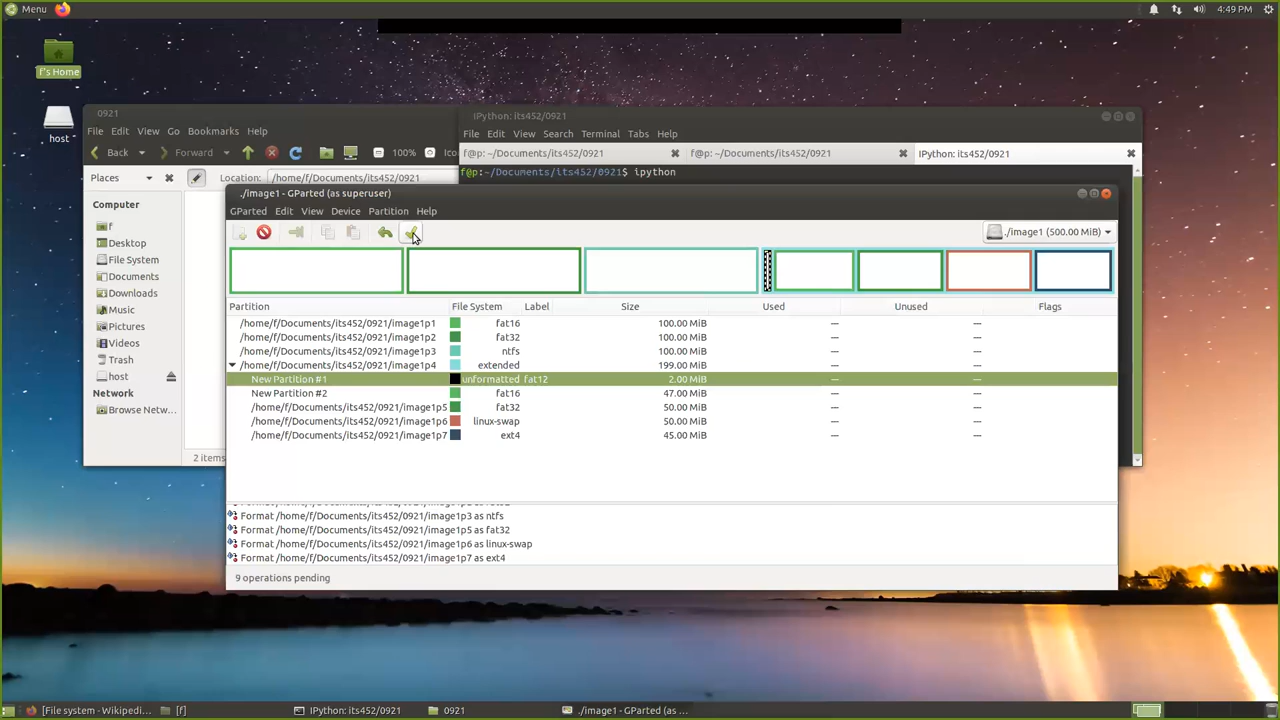 Menu
4:49 PM
f's Home
host
0921
File Edit View Go Bookmarks Help
Back Forward 100% Ico
Places Location: /home/f/Documents/its452/0921
Computer
f
Desktop
File System
Documents
Downloads
Music
Pictures
Videos
Trash
host
Network
Browse Netw...
2 items
IPython: its452/0921
File Edit View Search Terminal Tabs Help
f@p: ~/Documents/its452/0921 f@p: ~/Documents/its452/0921 IPython: its452/0921
f@p:~/Documents/its452/0921$ ipython
./image1 - GParted (as superuser)
GParted Edit View Device Partition Help
./image1 (500.00 MiB)
Partition File System Label Size Used Unused Flags
/home/f/Documents/its452/0921/image1p1 fat16 100.00 MiB — —
/home/f/Documents/its452/0921/image1p2 fat32 100.00 MiB — —
/home/f/Documents/its452/0921/image1p3 ntfs 100.00 MiB — —
/home/f/Documents/its452/0921/image1p4 extended 199.00 MiB — —
New Partition #1 unformatted fat12 2.00 MiB — —
New Partition #2 fat16 47.00 MiB — —
/home/f/Documents/its452/0921/image1p5 fat32 50.00 MiB — —
/home/f/Documents/its452/0921/image1p6 linux-swap 50.00 MiB — —
/home/f/Documents/its452/0921/image1p7 ext4 45.00 MiB — —
Format /home/f/Documents/its452/0921/image1p3 as ntfs
Format /home/f/Documents/its452/0921/image1p5 as fat32
Format /home/f/Documents/its452/0921/image1p6 as linux-swap
Format /home/f/Documents/its452/0921/image1p7 as ext4
9 operations pending
[File system - Wikipedi... [f] IPython: its452/0921 0921 ./image1 - GParted (as ...